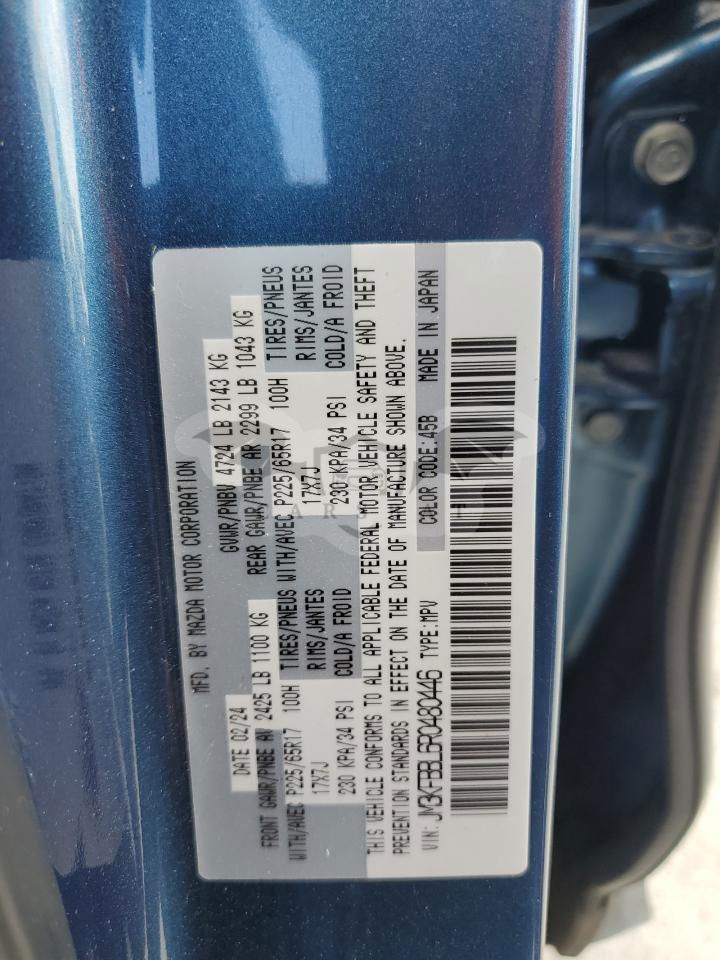 MFD. BY MAZDA MOTOR CORPORATION
DATE 02/24 GVWR/PNBV 4724 LB 2143 KG
FRONT GAWR/PNBE AV 2425 LB 1100 KG REAR GAWR/PNBE AR 2299 LB 1043 KG
WITH/AVEC P225/65R17 100H TIRES/PNEUS WITH/AVEC P225/65R17 100H TIRES/PNEUS
17X7J RIMS/JANTES 17X7J RIMS/JANTES
230 KPA/34 PSI COLD/A FROID 230 KPA/34 PSI COLD/A FROID
THIS VEHICLE CONFORMS TO ALL APPLICABLE FEDERAL MOTOR VEHICLE SAFETY AND THEFT
PREVENTION STANDARDS IN EFFECT ON THE DATE OF MANUFACTURE SHOWN ABOVE.
VIN: JM3KFBBL6R0480446 TYPE:MPV COLOR CODE:45B MADE IN JAPAN